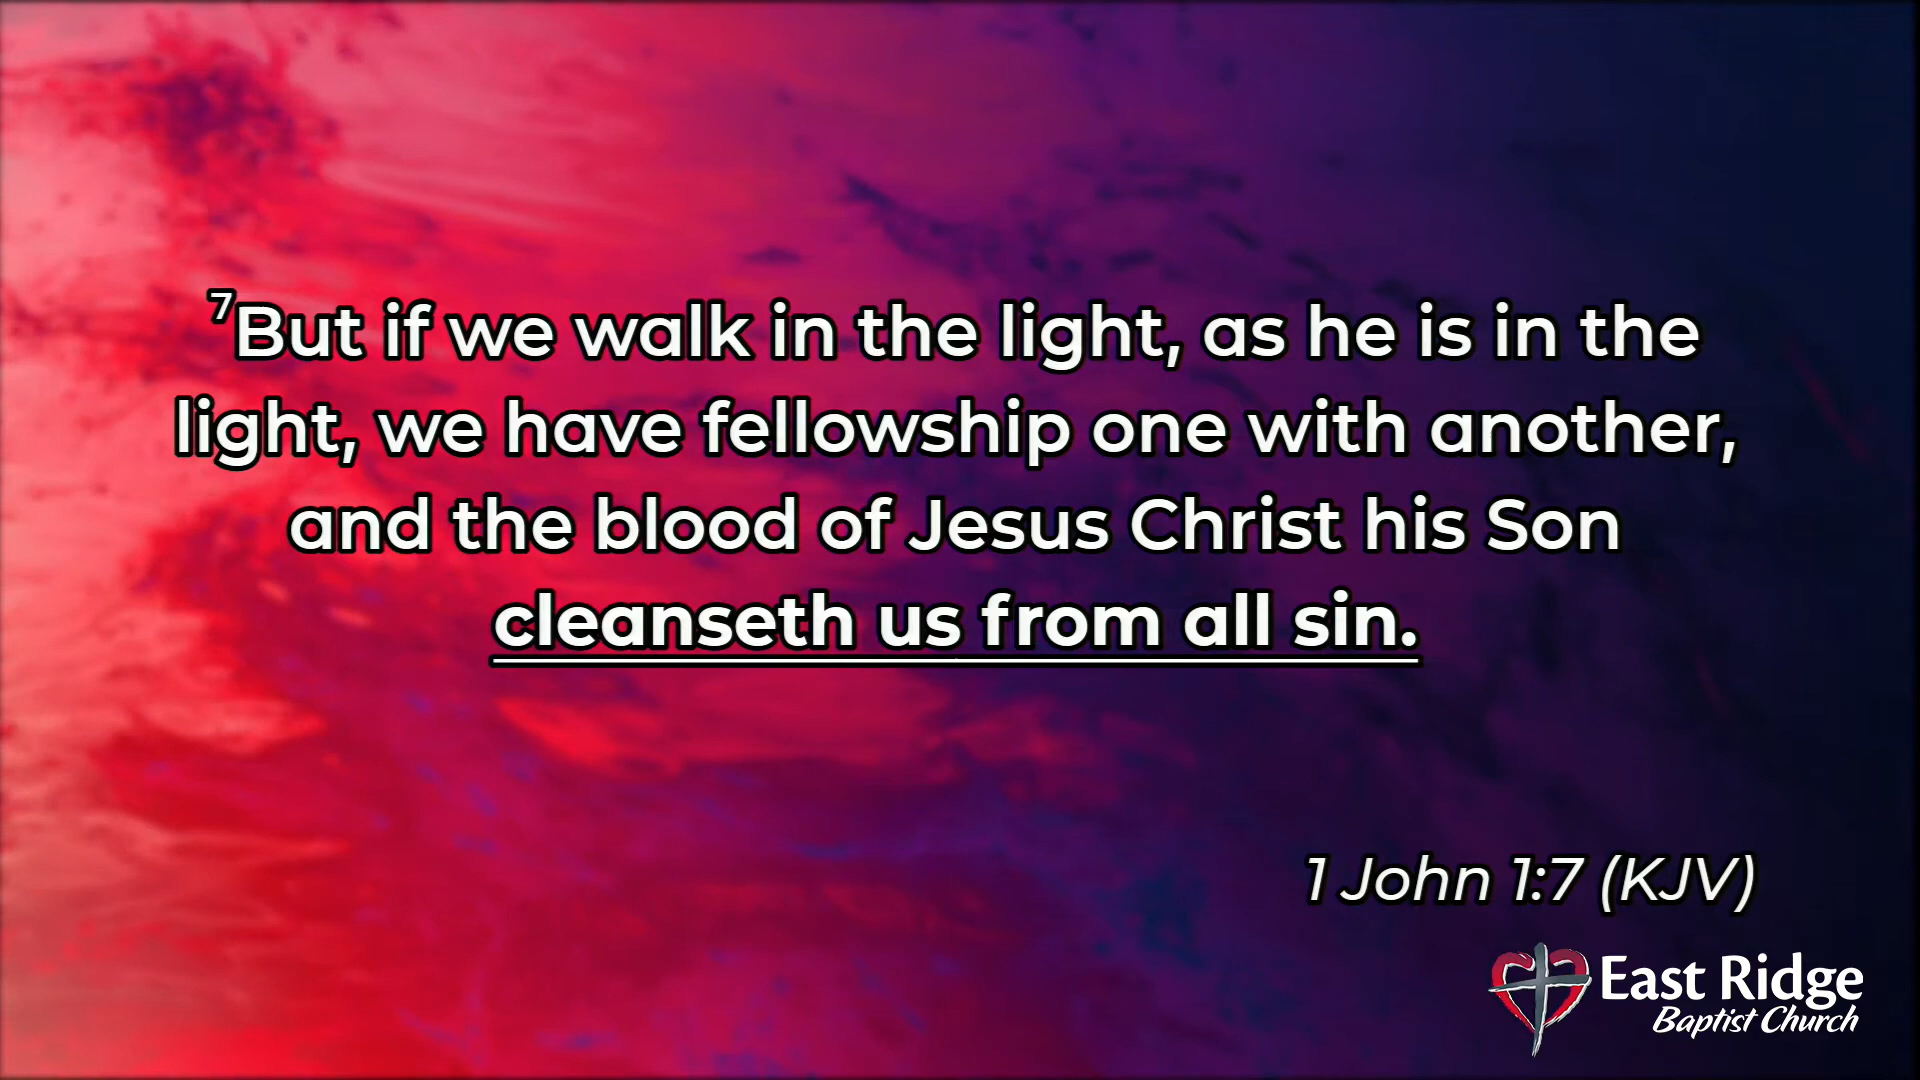 ⁷But if we walk in the light, as he is in the
light, we have fellowship one with another,
and the blood of Jesus Christ his Son
cleanseth us from all sin.
1 John 1:7 (KJV)
East Ridge
Baptist Church